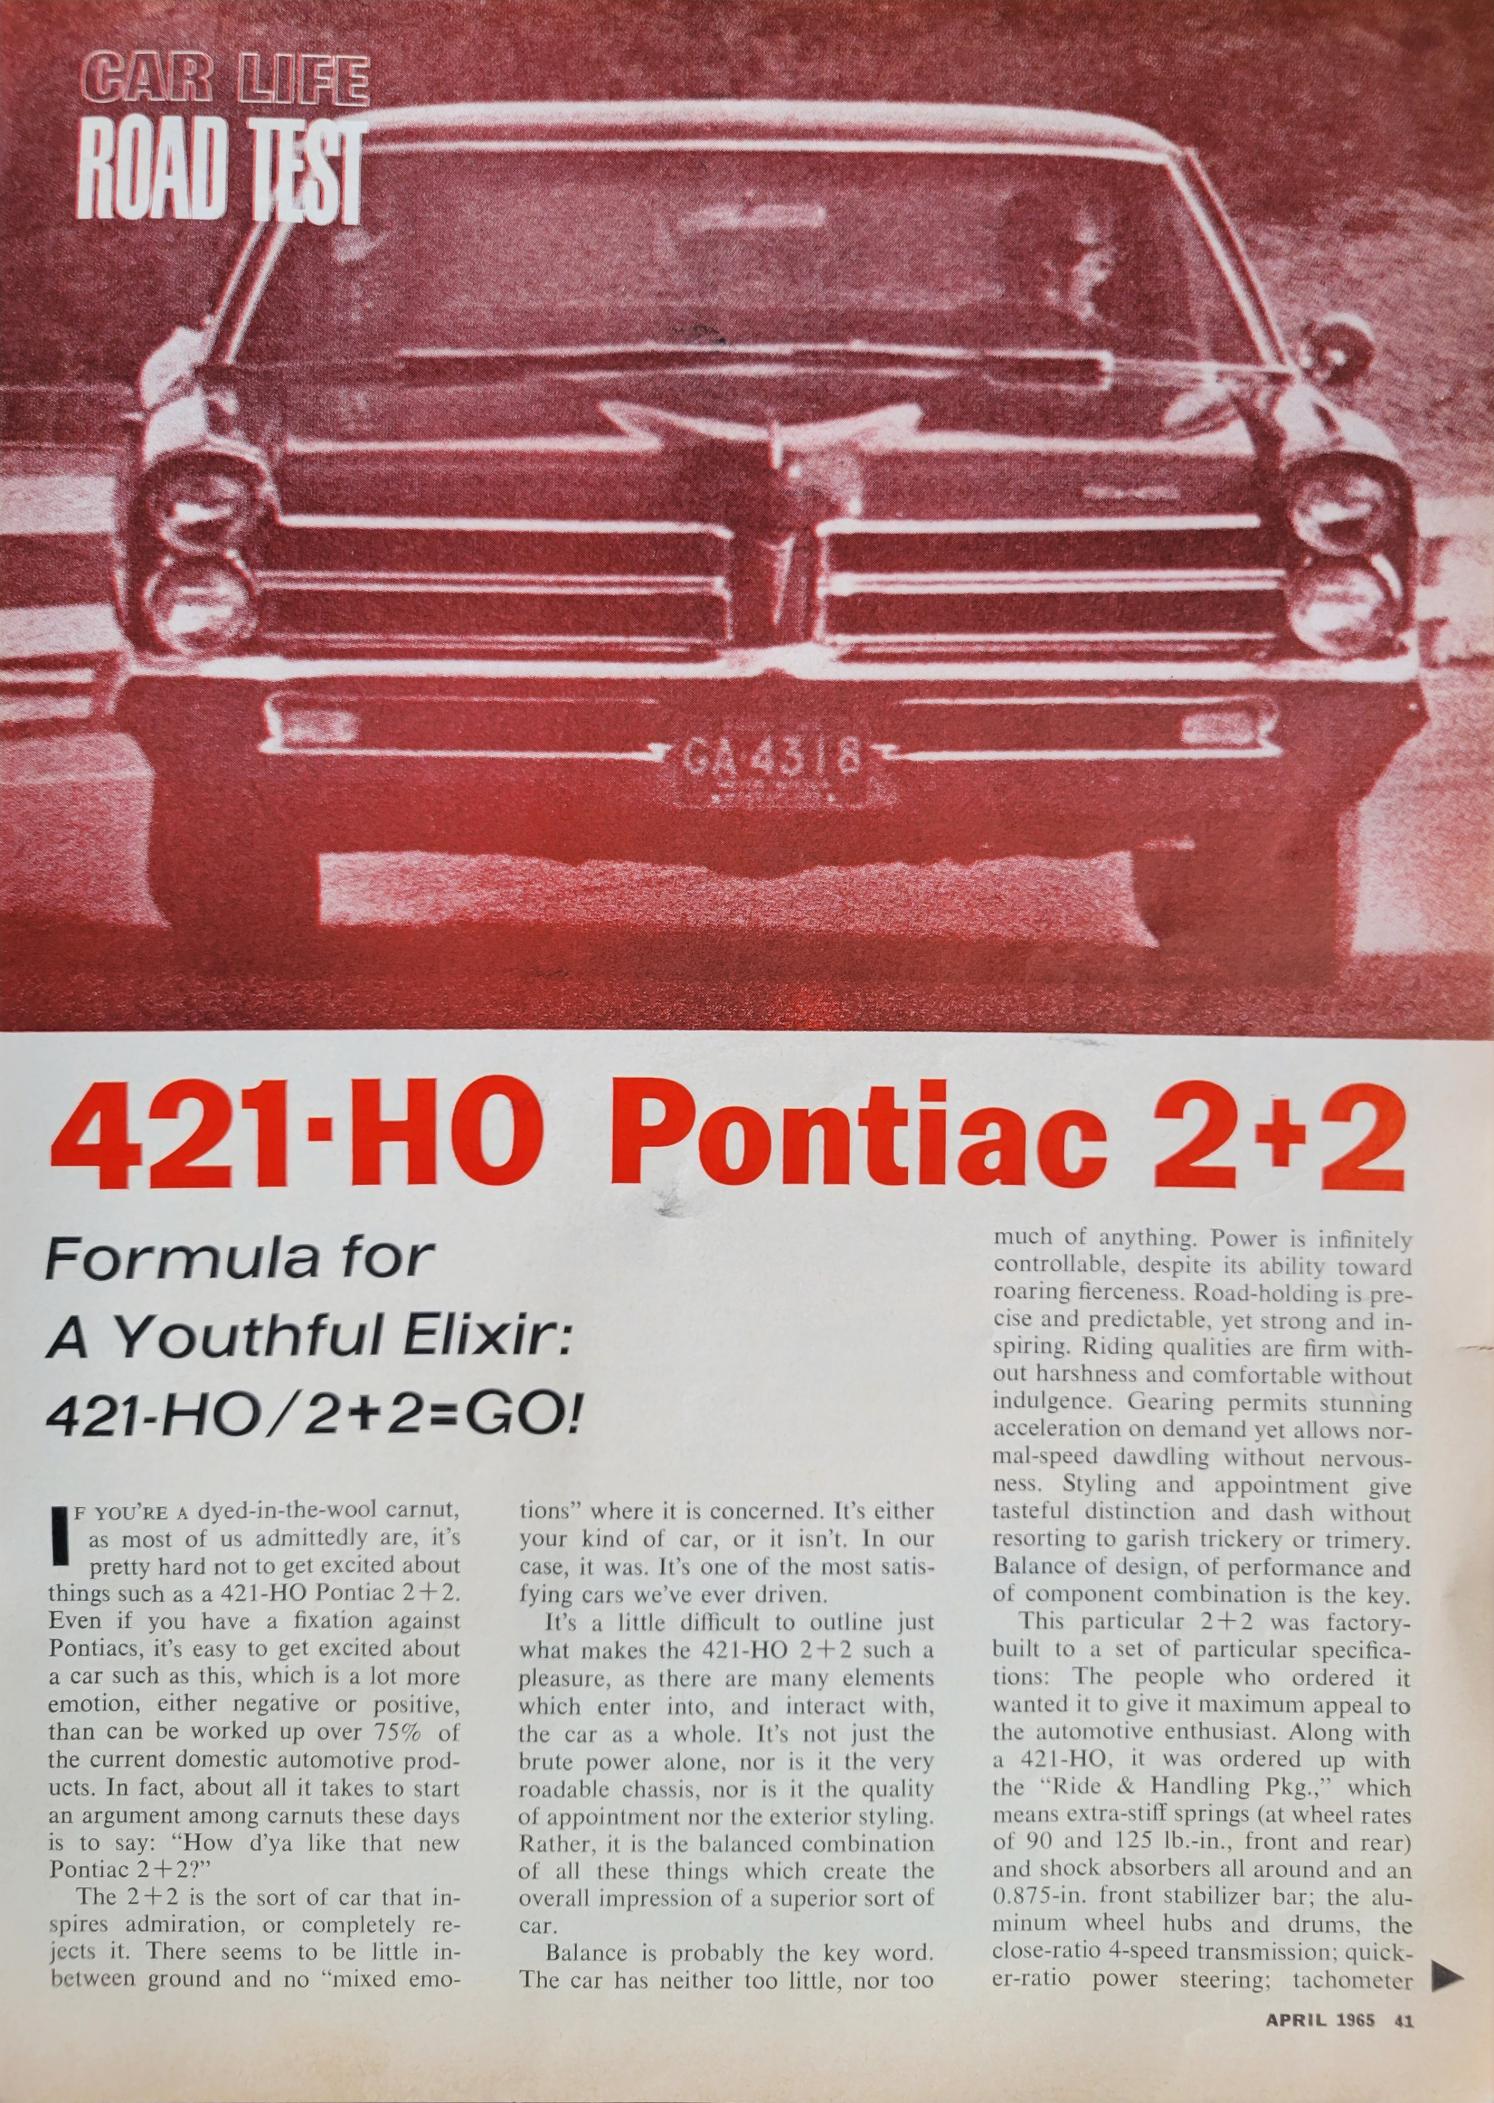 CAR LIFE
ROAD TEST
GA·4318
421·HO Pontiac 2+2
Formula for
A Youthful Elixir:
421-HO/2+2=GO!
IF YOU'RE A dyed-in-the-wool carnut,
as most of us admittedly are, it's
pretty hard not to get excited about
things such as a 421-HO Pontiac 2+2.
Even if you have a fixation against
Pontiacs, it's easy to get excited about
a car such as this, which is a lot more
emotion, either negative or positive,
than can be worked up over 75% of
the current domestic automotive prod-
ucts. In fact, about all it takes to start
an argument among carnuts these days
is to say: “How d'ya like that new
Pontiac 2+2?”
The 2+2 is the sort of car that in-
spires admiration, or completely re-
jects it. There seems to be little in-
between ground and no “mixed emo-
tions” where it is concerned. It's either
your kind of car, or it isn't. In our
case, it was. It's one of the most satis-
fying cars we've ever driven.
It's a little difficult to outline just
what makes the 421-HO 2+2 such a
pleasure, as there are many elements
which enter into, and interact with,
the car as a whole. It's not just the
brute power alone, nor is it the very
roadable chassis, nor is it the quality
of appointment nor the exterior styling.
Rather, it is the balanced combination
of all these things which create the
overall impression of a superior sort of
car.
Balance is probably the key word.
The car has neither too little, nor too
much of anything. Power is infinitely
controllable, despite its ability toward
roaring fierceness. Road-holding is pre-
cise and predictable, yet strong and in-
spiring. Riding qualities are firm with-
out harshness and comfortable without
indulgence. Gearing permits stunning
acceleration on demand yet allows nor-
mal-speed dawdling without nervous-
ness. Styling and appointment give
tasteful distinction and dash without
resorting to garish trickery or trimery.
Balance of design, of performance and
of component combination is the key.
This particular 2+2 was factory-
built to a set of particular specifica-
tions: The people who ordered it
wanted it to give it maximum appeal to
the automotive enthusiast. Along with
a 421-HO, it was ordered up with
the “Ride & Handling Pkg.,” which
means extra-stiff springs (at wheel rates
of 90 and 125 lb.-in., front and rear)
and shock absorbers all around and an
0.875-in. front stabilizer bar; the alu-
minum wheel hubs and drums, the
close-ratio 4-speed transmission; quick-
er-ratio power steering; tachometer
APRIL 1965 41